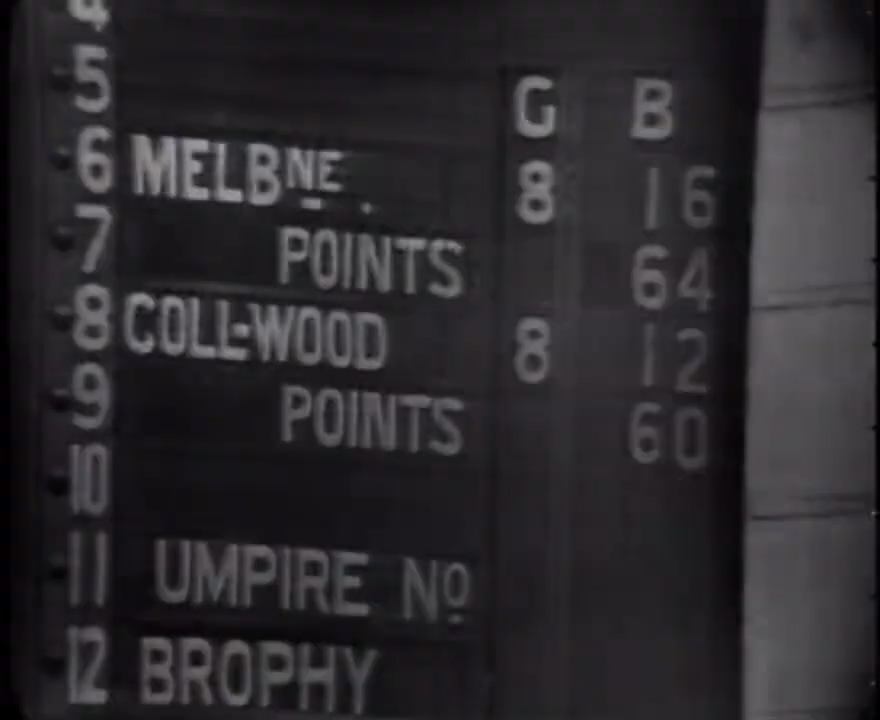 4
5 G B
6 MELBNE. 8 16
7 POINTS 64
8 COLL-WOOD 8 12
9 POINTS 60
10
11 UMPIRE Nº
12 BROPHY